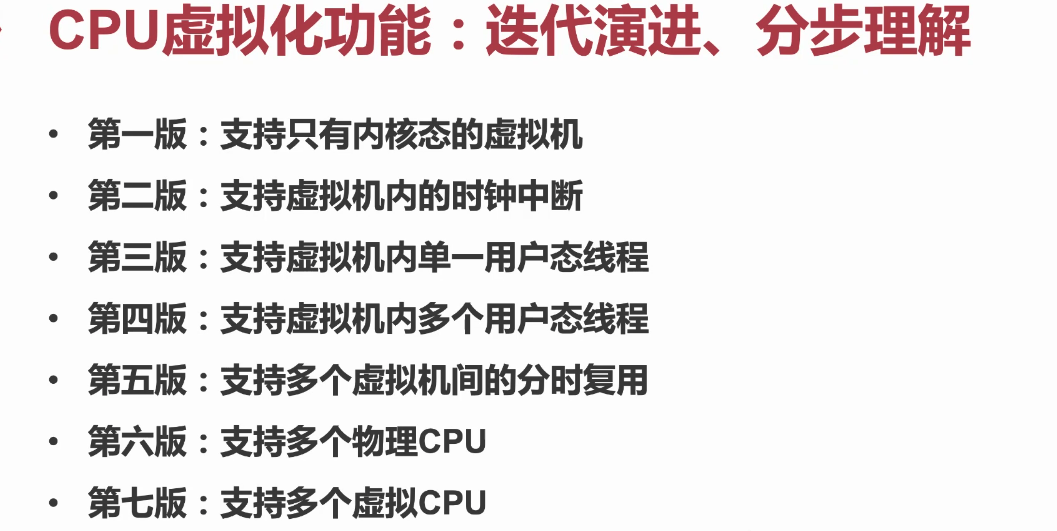 CPU虚拟化功能：迭代演进、分步理解
• 第一版：支持只有内核态的虚拟机
• 第二版：支持虚拟机内的时钟中断
• 第三版：支持虚拟机内单一用户态线程
• 第四版：支持虚拟机内多个用户态线程
• 第五版：支持多个虚拟机间的分时复用
• 第六版：支持多个物理CPU
• 第七版：支持多个虚拟CPU